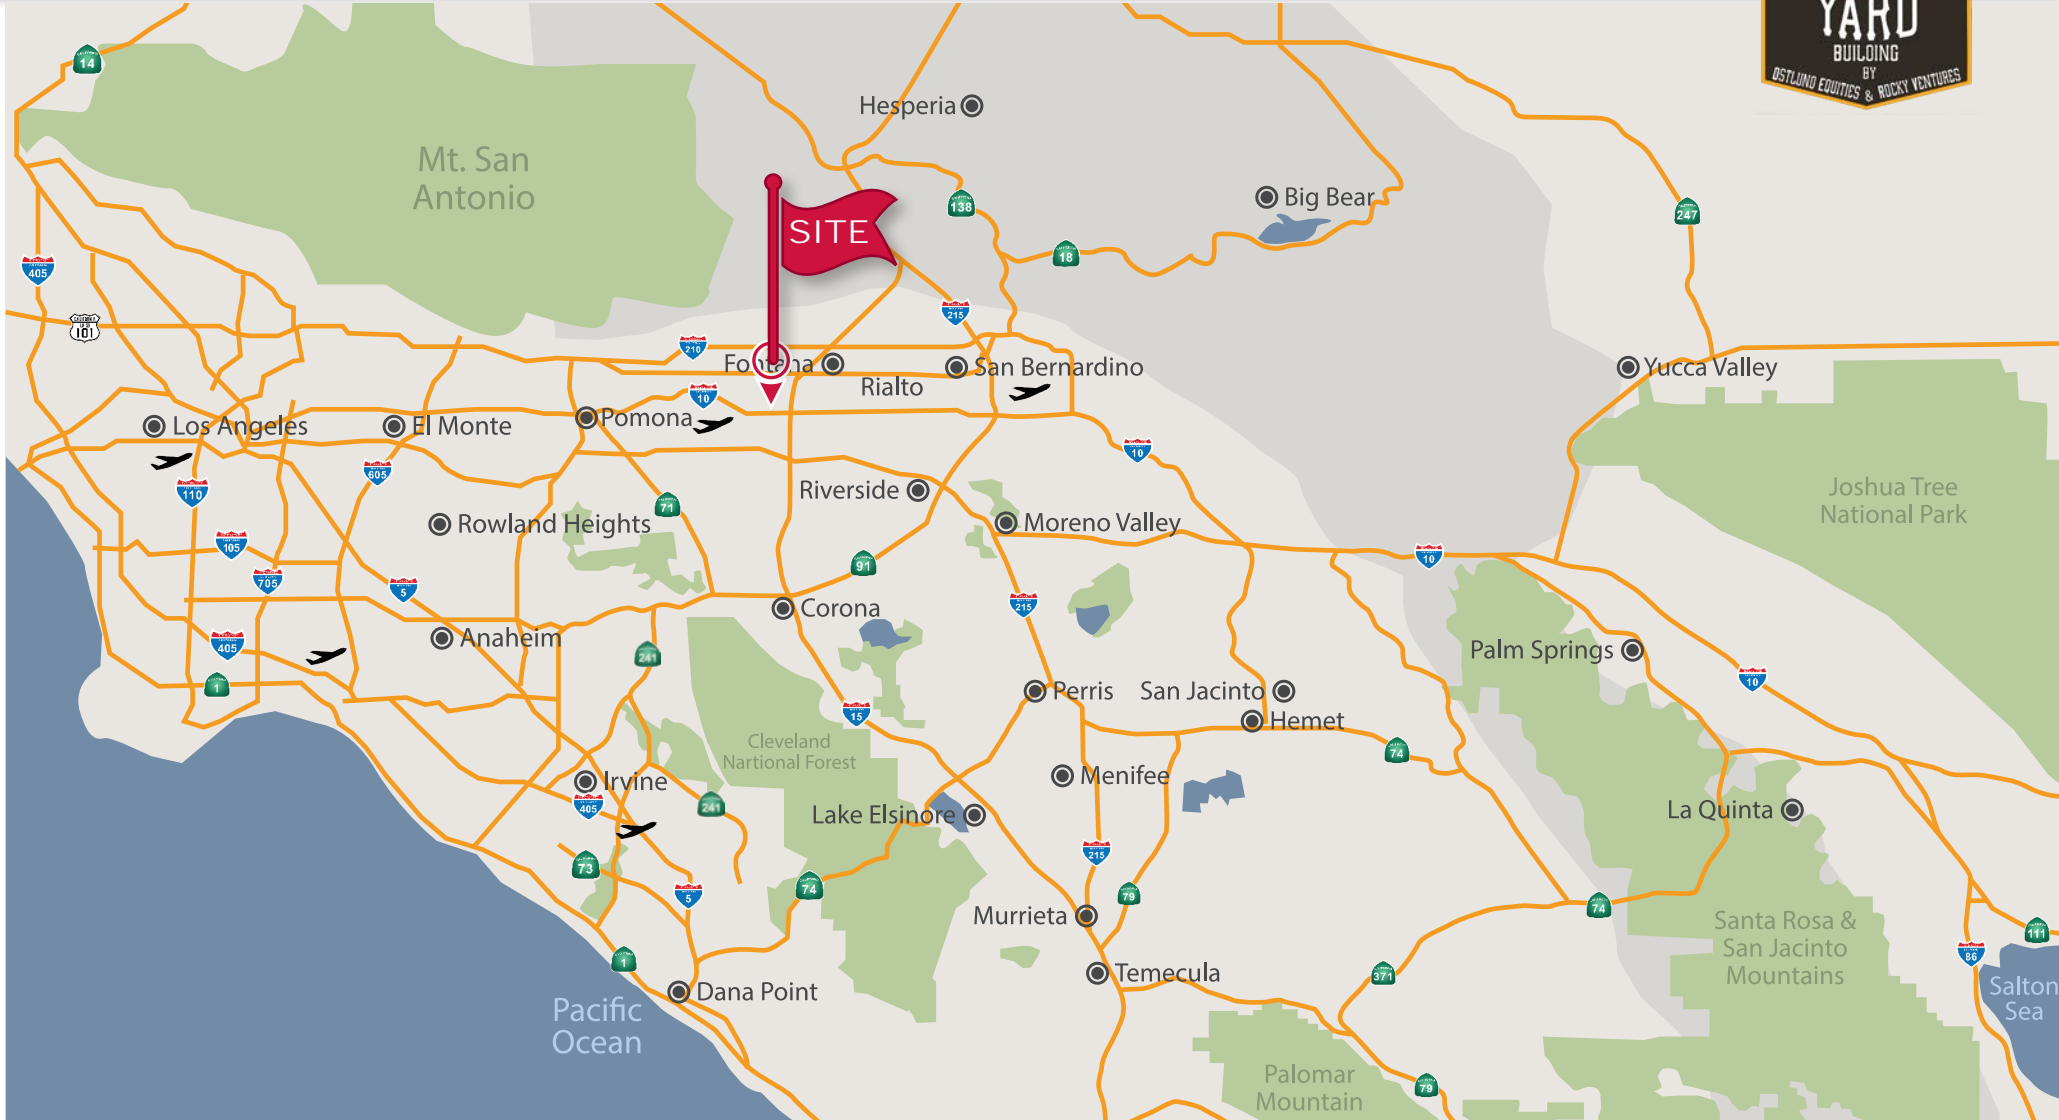 YARD
BUILDING
BY
OSTLUND EQUITIES & ROCKY VENTURES
14
Hesperia
Mt. San
Antonio
138
Big Bear
247
SITE
18
405
215
101
210
Fontana
San Bernardino
Rialto
Yucca Valley
10
Los Angeles
El Monte
Pomona
10
605
110
Riverside
71
Joshua Tree
National Park
Rowland Heights
Moreno Valley
105
91
10
705
5
215
Corona
Anaheim
405
241
Palm Springs
1
10
Perris
San Jacinto
15
Hemet
Cleveland
Nartional Forest
74
Menifee
Irvine
405
241
Lake Elsinore
La Quinta
215
73
74
5
79
74
Murrieta
Santa Rosa &
San Jacinto
Mountains
111
86
1
Temecula
371
Dana Point
Salton
Sea
Pacific
Ocean
Palomar
Mountain
79